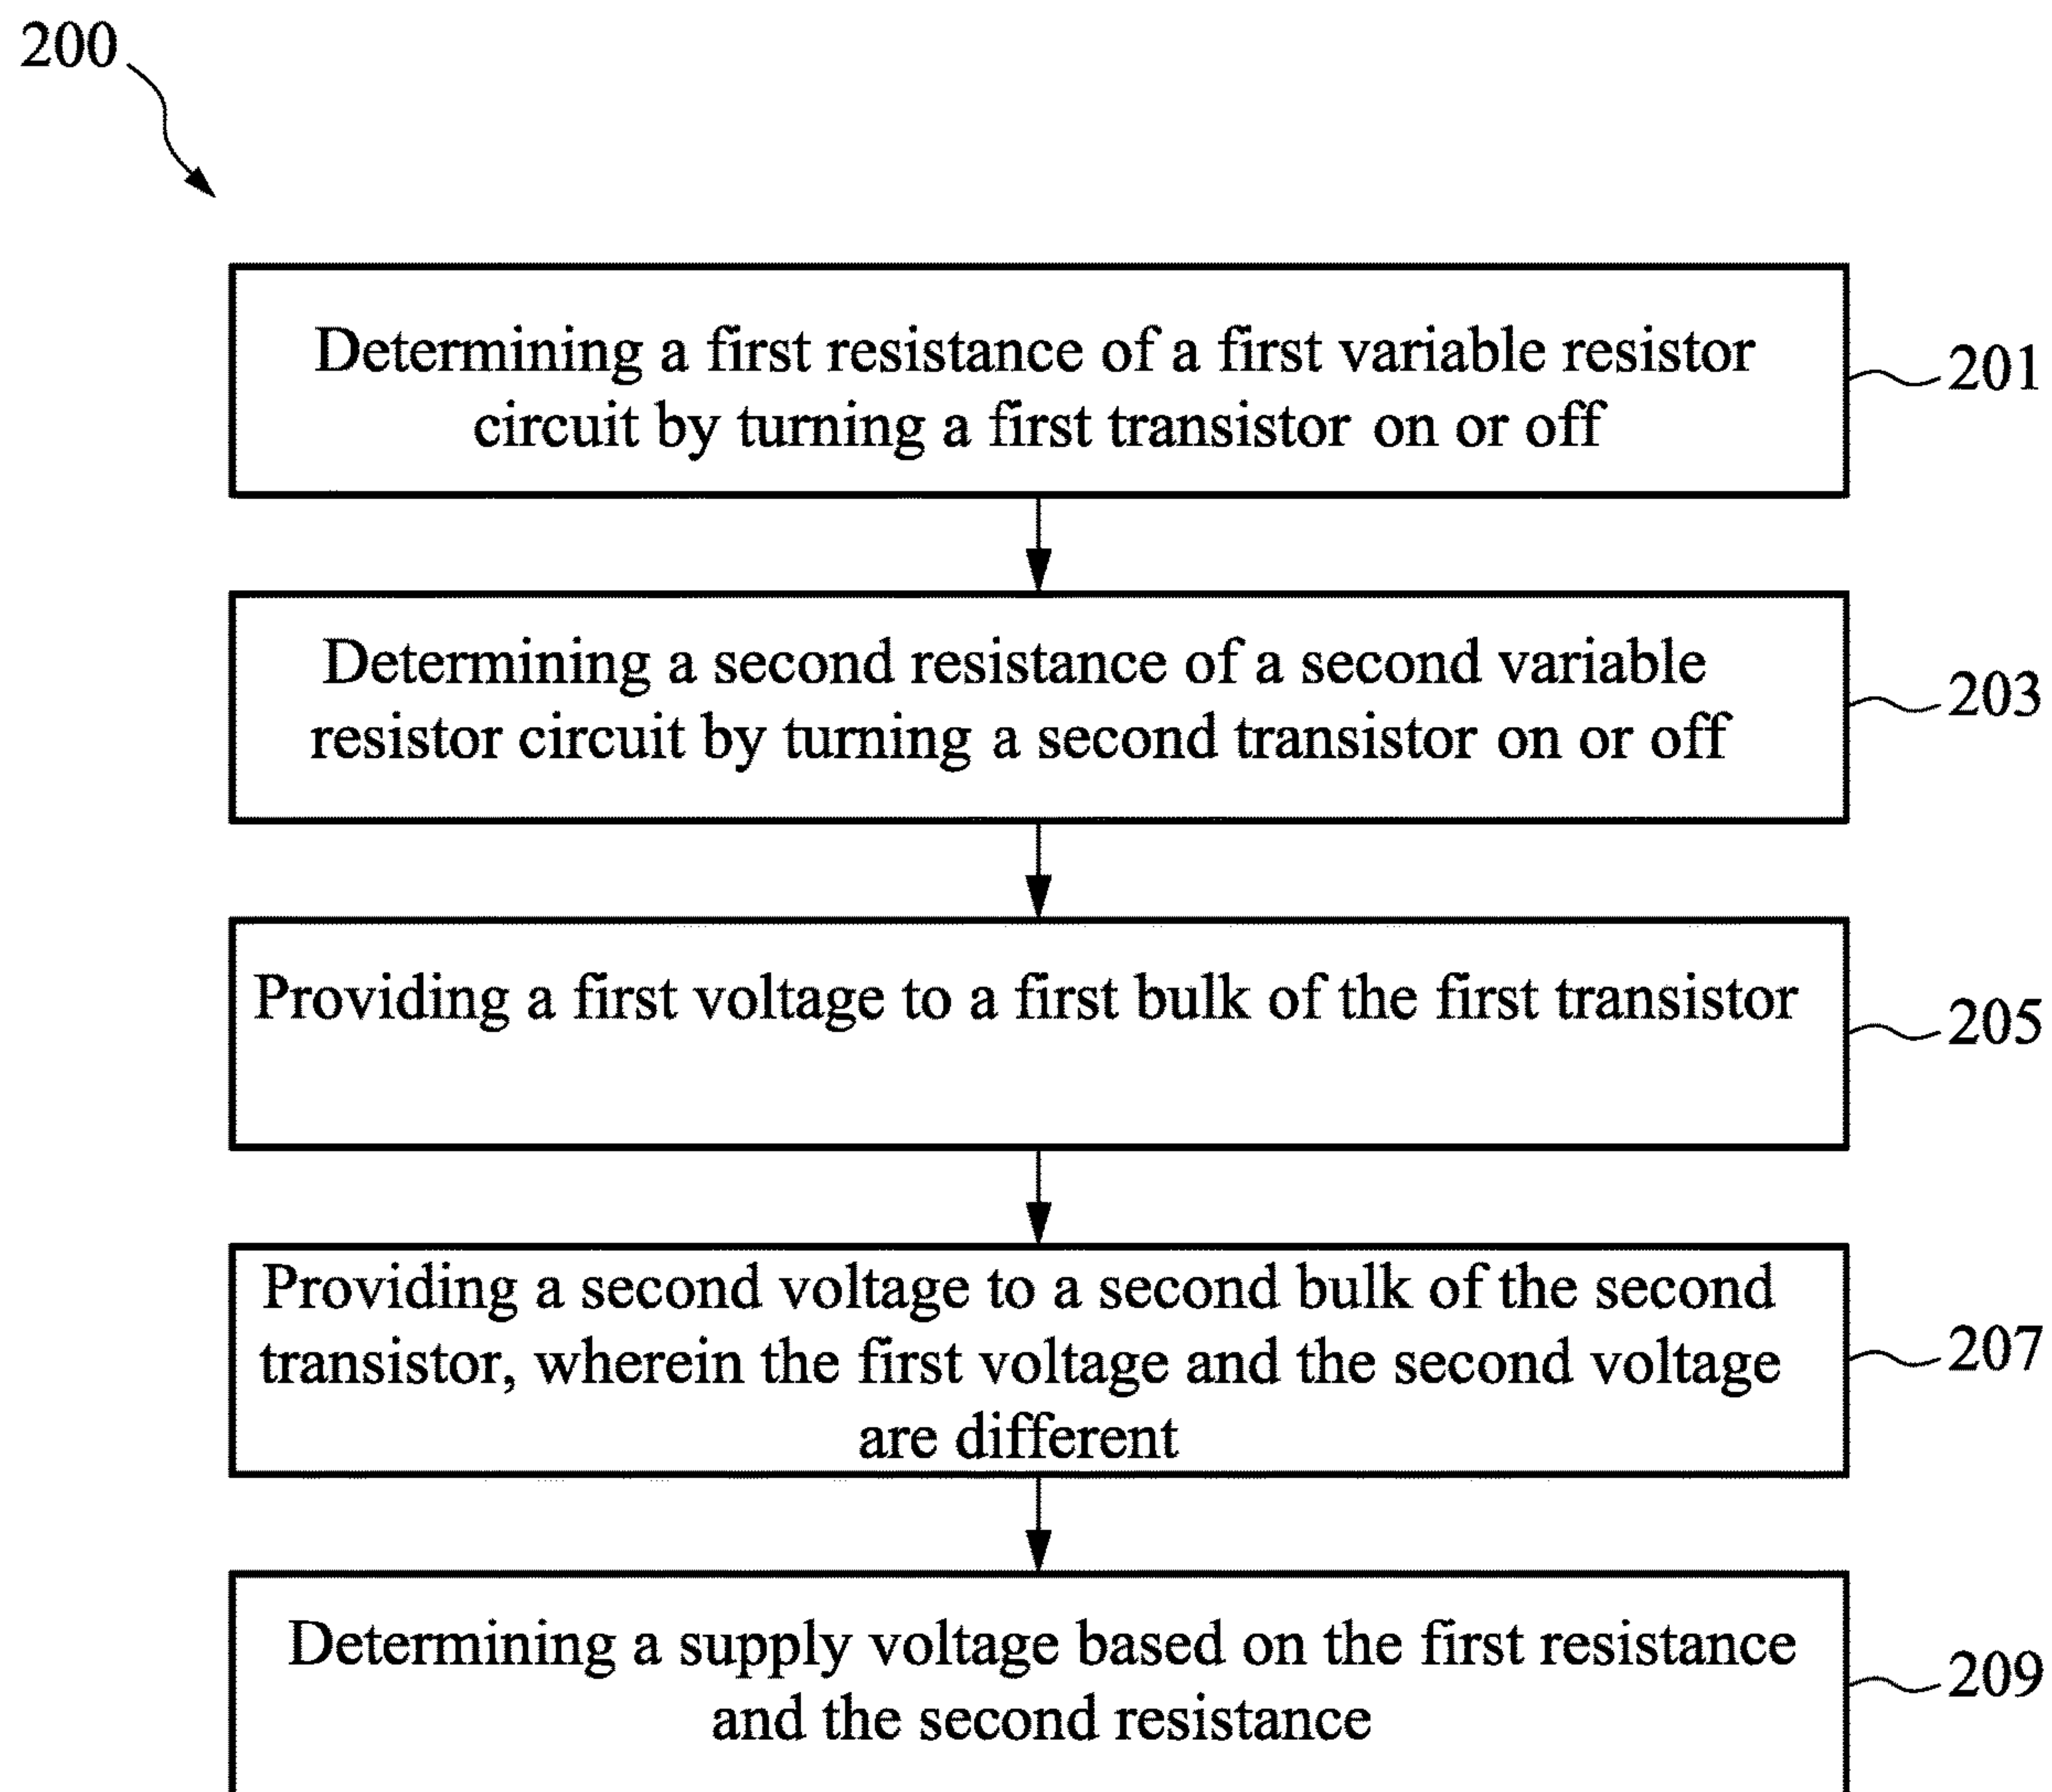 200
Determining a first resistance of a first variable resistor
circuit by turning a first transistor on or off
201
Determining a second resistance of a second variable
resistor circuit by turning a second transistor on or off
203
Providing a first voltage to a first bulk of the first transistor
205
Providing a second voltage to a second bulk of the second
transistor, wherein the first voltage and the second voltage
are different
207
Determining a supply voltage based on the first resistance
and the second resistance
209